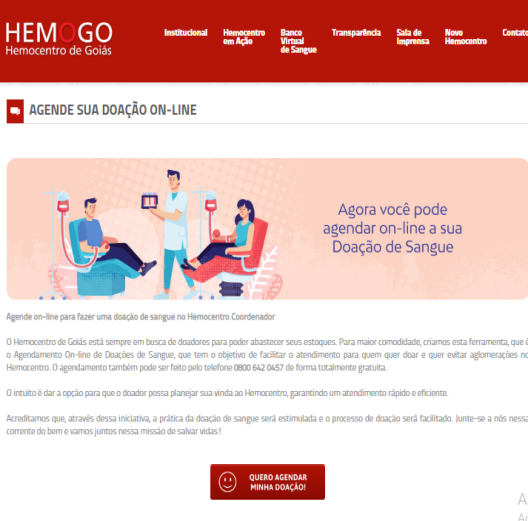 HEMOGO
Hemocentro de Goiás
Institucional
Hemocentro
em Ação
Banco
Virtual
de Sangue
Transparência
Sala de
Imprensa
Novo
Hemocentro
Contato
AGENDE SUA DOAÇÃO ON-LINE
Agora você pode
agendar on-line a sua
Doação de Sangue
Agende on-line para fazer uma doação de sangue no Hemocentro Coordenador
O Hemocentro de Goiás está sempre em busca de doadores para poder abastecer seus estoques. Para maior comodidade, criamos esta ferramenta, que é
o Agendamento On-line de Doações de Sangue, que tem o objetivo de facilitar o atendimento para quem quer doar e quer evitar aglomerações no
Hemocentro. O agendamento também pode ser feito pelo telefone 0800 642 0457 de forma totalmente gratuita.
O intuito é dar a opção para que o doador possa planejar sua vinda ao Hemocentro, garantindo um atendimento rápido e eficiente.
Acreditamos que, através dessa iniciativa, a prática da doação de sangue será estimulada e o processo de doação será facilitado. Junte-se a nós nessa
corrente do bem e vamos juntos nessa missão de salvar vidas!
QUERO AGENDAR
MINHA DOAÇÃO!